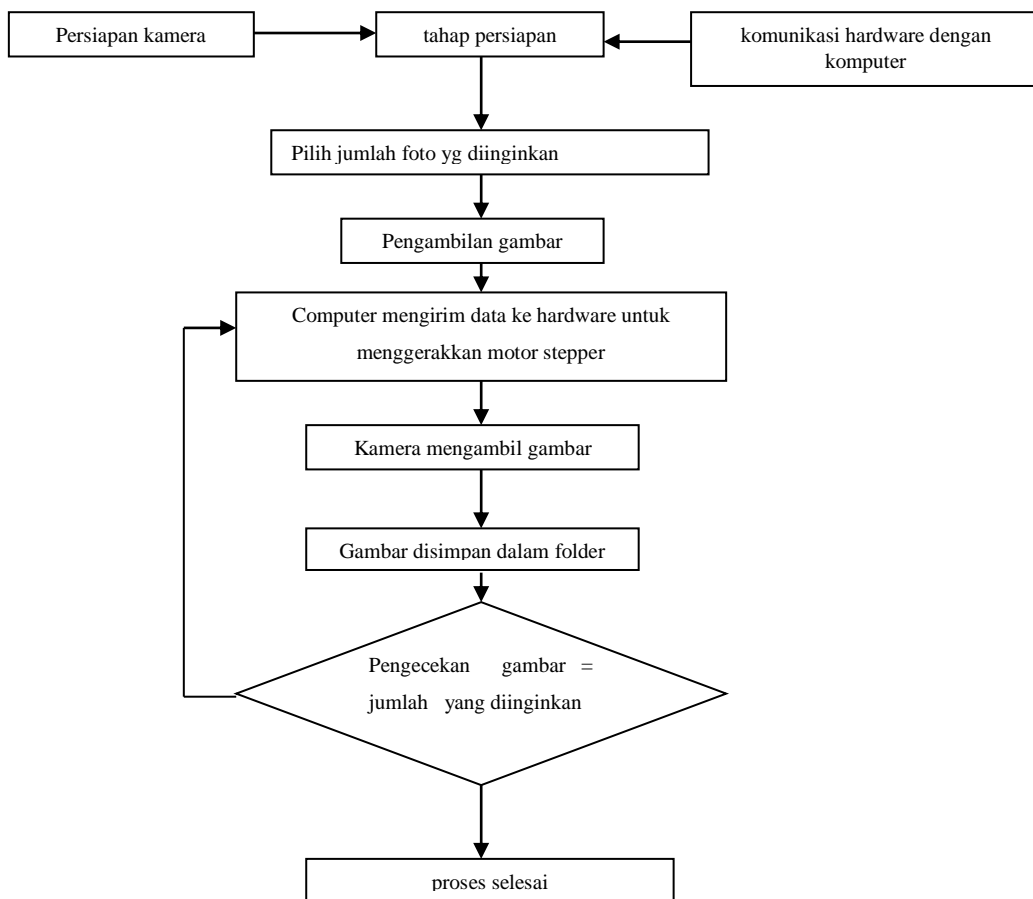 Persiapan kamera
tahap persiapan
komunikasi hardware dengan
komputer
Pilih jumlah foto yg diinginkan
Pengambilan gambar
Computer mengirim data ke hardware untuk
menggerakkan motor stepper
Kamera mengambil gambar
Gambar disimpan dalam folder
Pengecekan gambar =
jumlah yang diinginkan
proses selesai